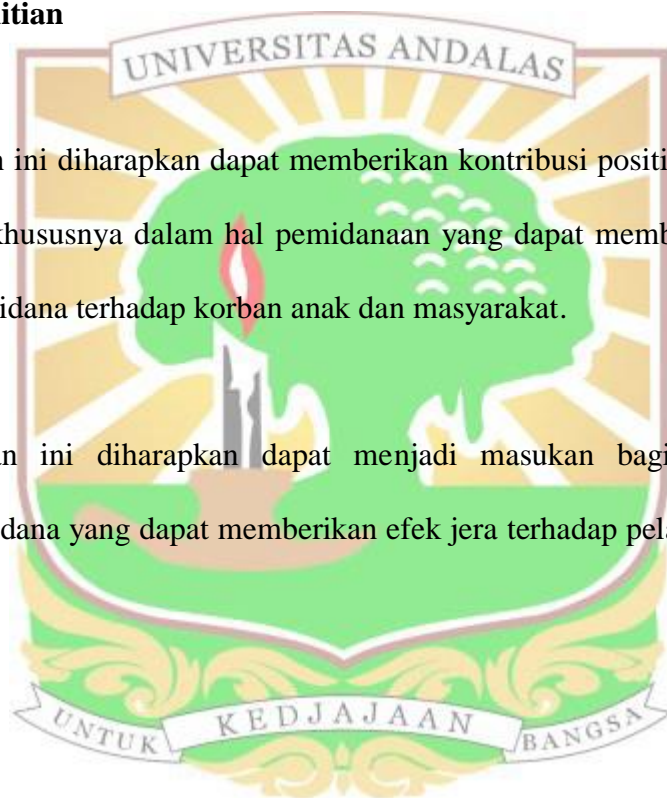 itian
UNIVERSITAS ANDALAS
ini diharapkan dapat memberikan kontribusi positi
khususnya dalam hal pemidanaan yang dapat memb
idana terhadap korban anak dan masyarakat.
an ini diharapkan dapat menjadi masukan bagi
dana yang dapat memberikan efek jera terhadap pel
UNTUK KEDJAJAAN BANGSA